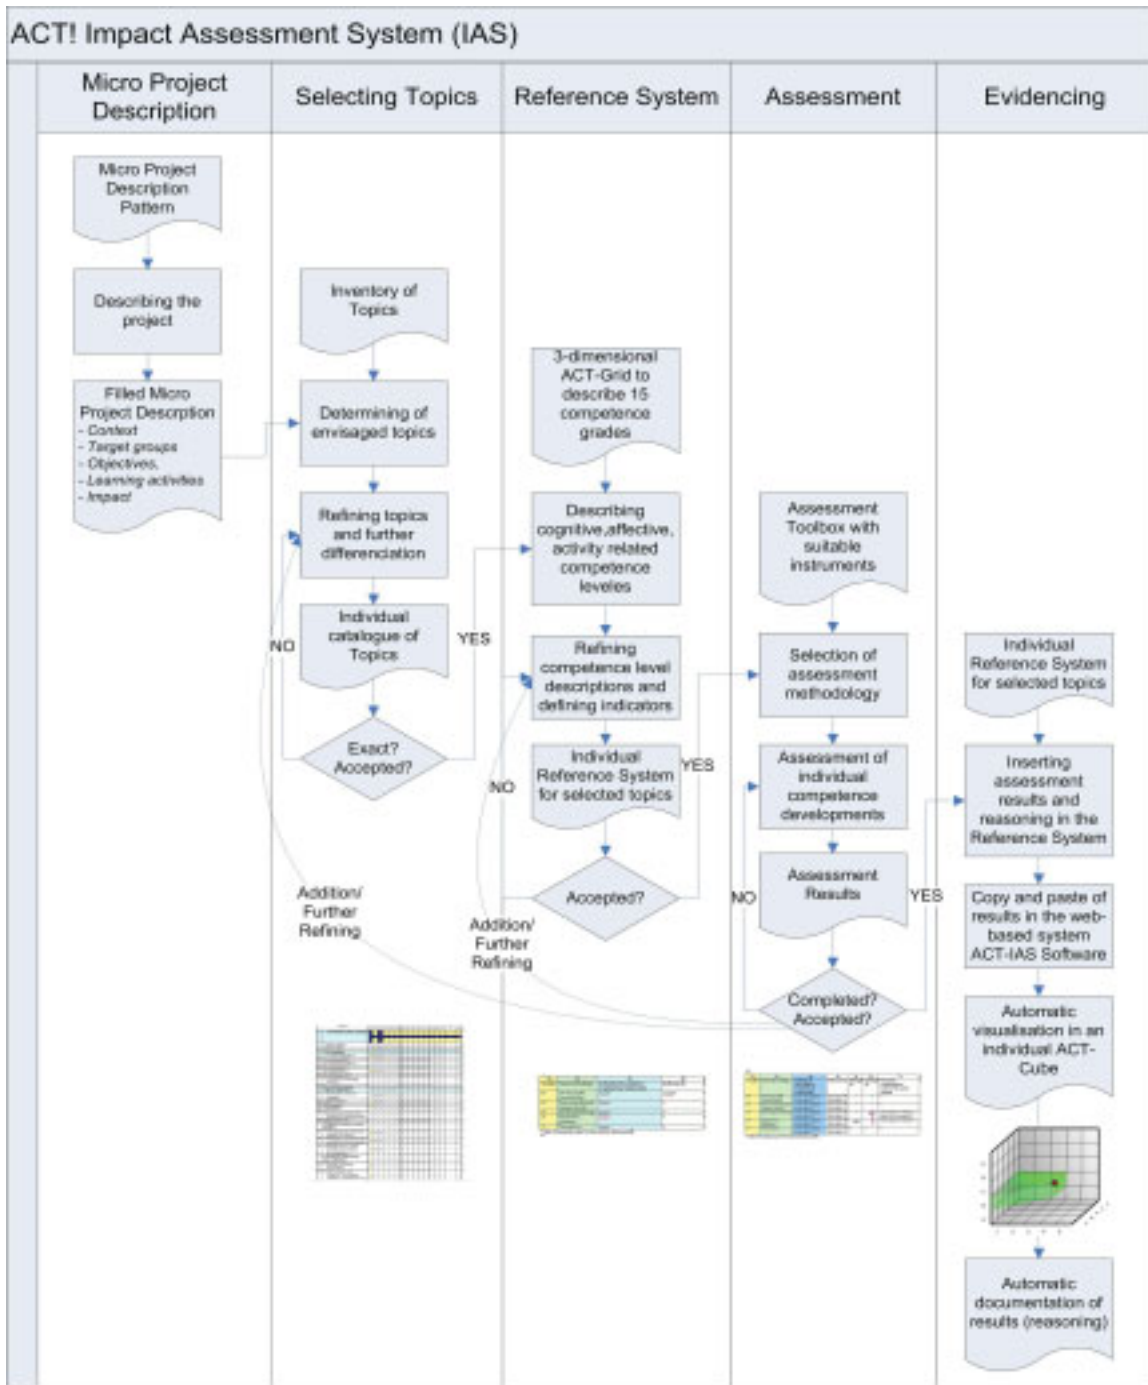 ACT! Impact Assessment System (IAS)
Micro Project
Description
Selecting Topics
Reference System
Assessment
Evidencing
Micro Project
Description
Pattern
Describing the
project
Filled Micro
Project Descrption
- Context
- Target groups
- Objectives,
- Learning activities
- Impact
Inventory of
Topics
Determining of
envisaged topics
Refining topics
and further
differenciation
Individual
catalogue of
Topics
NO
YES
Exact?
Accepted?
Addition/
Further
Refining
3-dimensional
ACT-Grid to
describe 15
competence
grades
Describing
cognitive,affective,
activity related
competence
leveles
Refining
competence level
descriptions and
defining indicators
Individual
Reference System
for selected topics
NO
YES
Accepted?
Addition/
Further
Refining
Assessment
Toolbox with
suitable
instruments
Selection of
assessment
methodology
Assessment of
individual
competence
developments
Assessment
Results
NO
YES
Completed?
Accepted?
Individual
Reference System
for selected topics
Inserting
assessment
results and
reasoning in the
Reference System
Copy and paste of
results in the web-
based system
ACT-IAS Software
Automatic
visualisation in an
individual ACT-
Cube
Automatic
documentation of
results (reasoning)